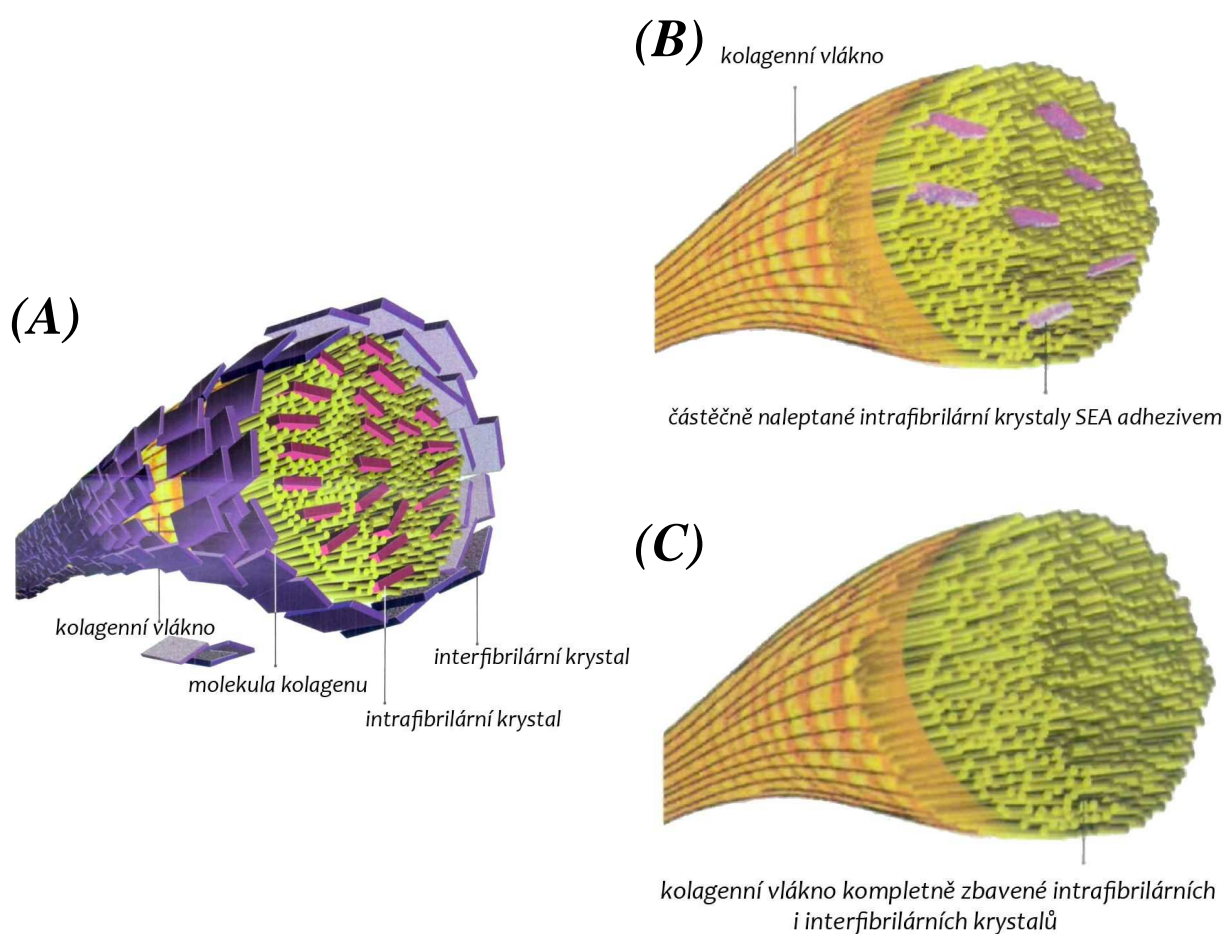 (A)
kolagenní vlákno
molekula kolagenu
intrafibrilární krystal
interfibrilární krystal
(B)
kolagenní vlákno
částěčně naleptané intrafibrilární krystaly SEA adhezivem
(C)
kolagenní vlákno kompletně zbavené intrafibrilárních
i interfibrilárních krystalů